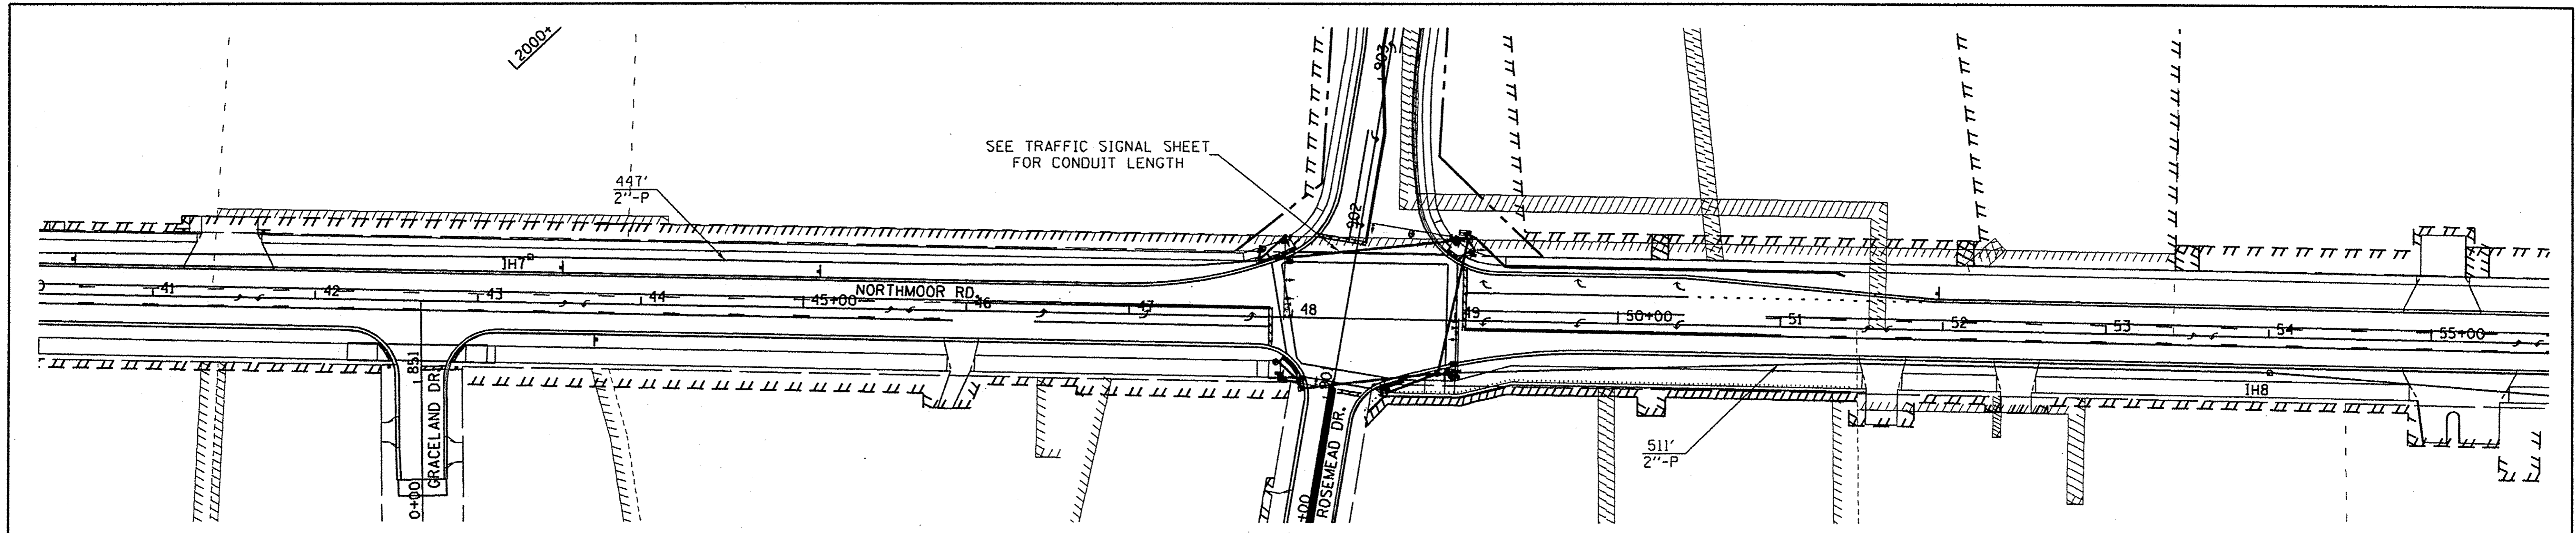 2000+
903
SEE TRAFFIC SIGNAL SHEET
FOR CONDUIT LENGTH
447'
2"-P
902
IH7
NORTHMOOR RD.
41
42
43
44
45+00
46
47
48
49
50+00
51
52
53
54
55+00
851
GRACELAND DR.
0+00
ROSEMEAD DR.
+00
511'
2"-P
IH8